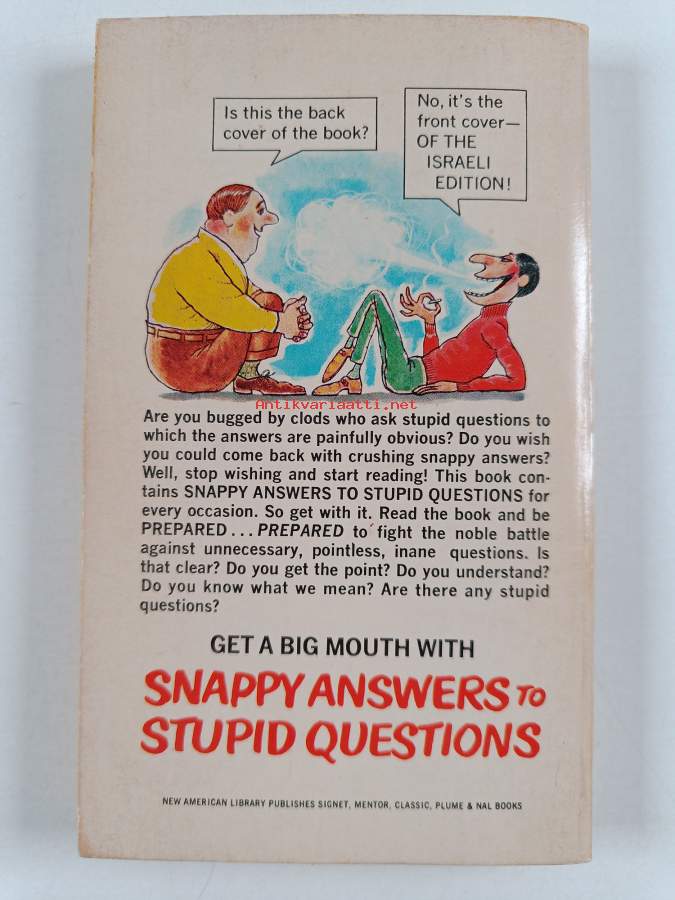 Is this the back
cover of the book?
No, it's the
front cover—
OF THE
ISRAELI
EDITION!
Antikvariaatti.net
Are you bugged by clods who ask stupid questions to
which the answers are painfully obvious? Do you wish
you could come back with crushing snappy answers?
Well, stop wishing and start reading! This book con-
tains SNAPPY ANSWERS TO STUPID QUESTIONS for
every occasion. So get with it. Read the book and be
PREPARED...PREPARED to fight the noble battle
against unnecessary, pointless, inane questions. Is
that clear? Do you get the point? Do you understand?
Do you know what we mean? Are there any stupid
questions?
GET A BIG MOUTH WITH
SNAPPY ANSWERS TO
STUPID QUESTIONS
NEW AMERICAN LIBRARY PUBLISHES SIGNET, MENTOR, CLASSIC, PLUME & NAL BOOKS